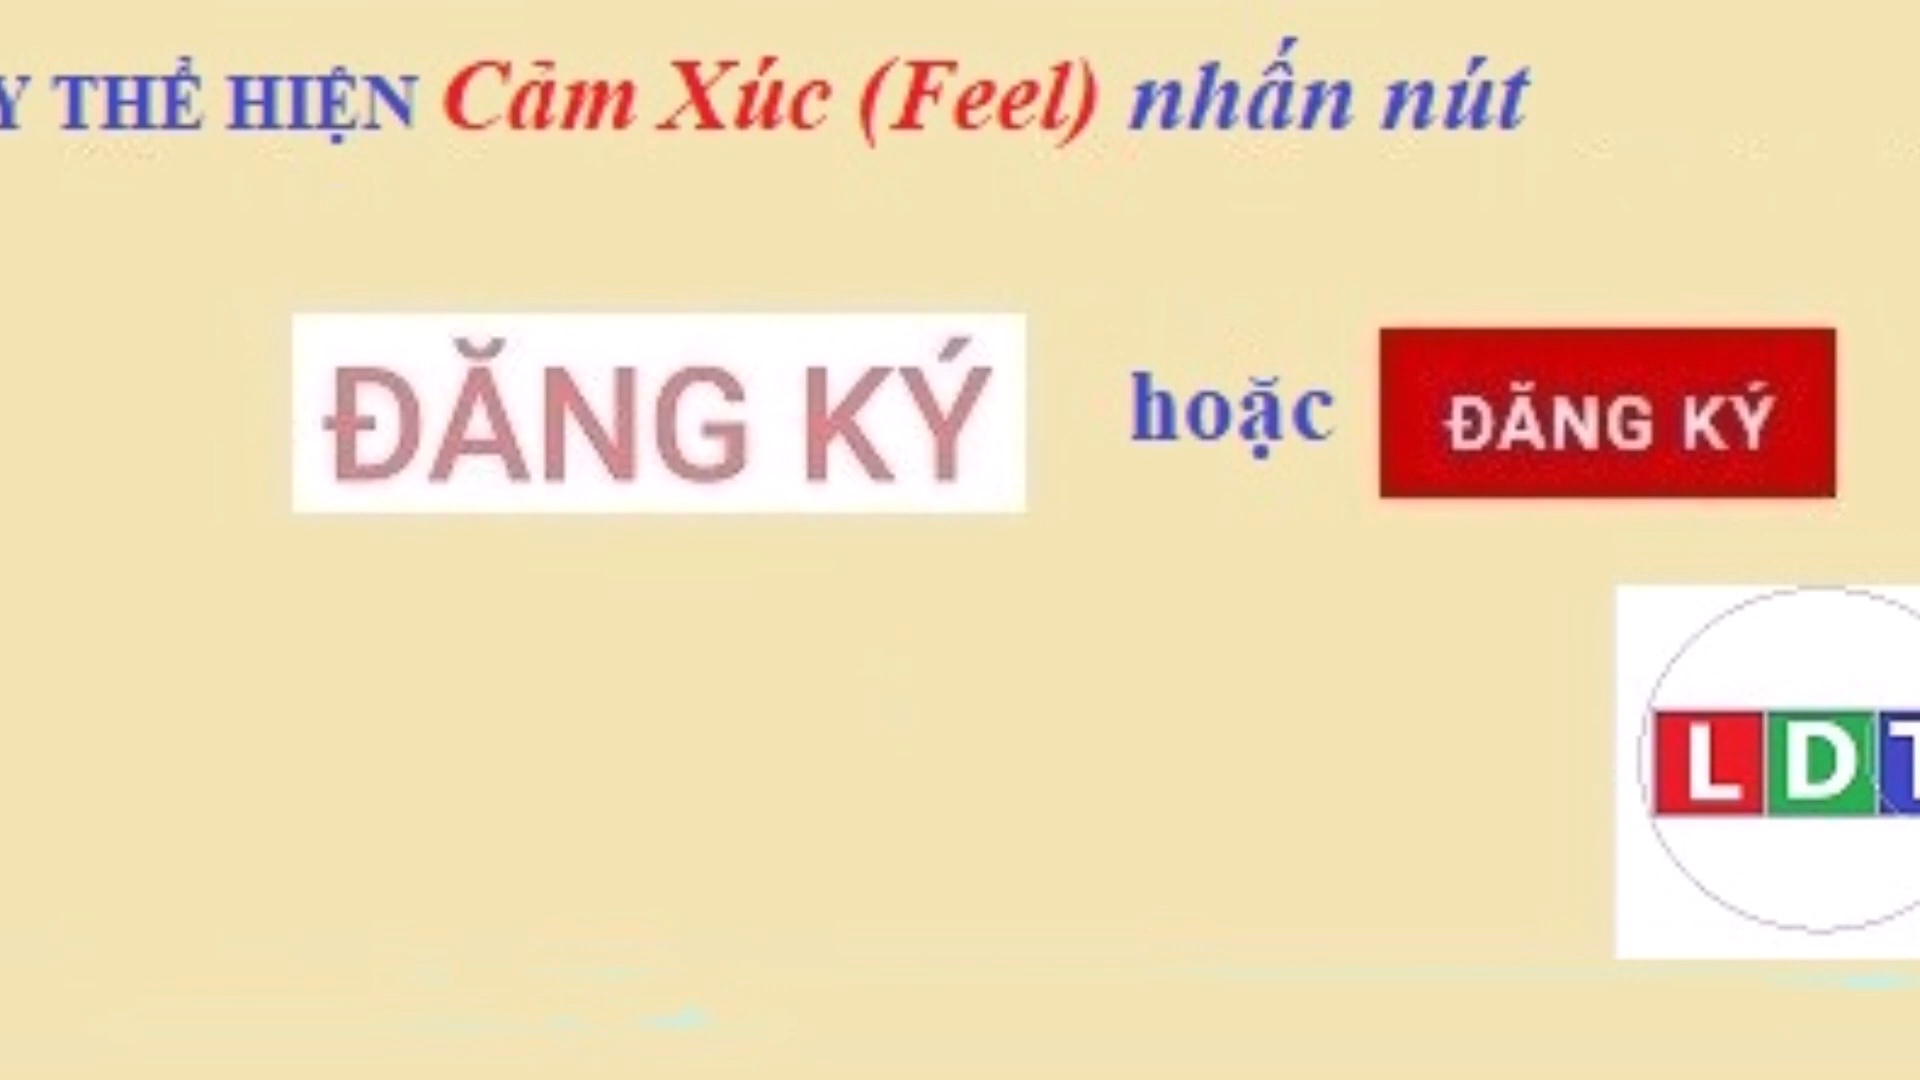 THỂ HIỆN Cảm Xúc (Feel) nhấn nút
ĐĂNG KÝ hoặc ĐĂNG KÝ
LDT